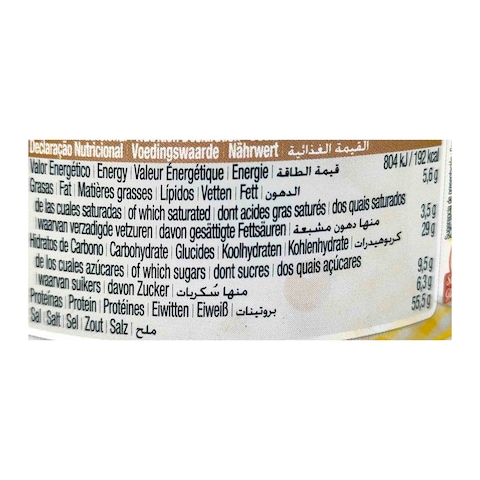 Declaração Nutricional | Voedingswaarde | Nährwert | القيمة الغذائية
Valor Energético | Energy | Valeur Énergétique | Energie | قيمة الطاقة 804 kJ / 192 kcal
Grasas | Fat | Matières grasses | Lípidos | Vetten | Fett | الدهون 5,6 g
de las cuales saturadas | of which saturated | dont acides gras saturés | dos quais saturados
waarvan verzadigde vetzuren | davon gesättigte Fettsäuren | منها دهون مشبعة 3,5 g
Hidratos de Carbono | Carbohydrate | Glucides | Koolhydraten | Kohlenhydrate | كربوهيدرات 29 g
de los cuales azúcares | of which sugars | dont sucres | dos quais açúcares
waarvan suikers | davon Zucker | منها سُكريات 9,5 g
Proteínas | Protein | Protéines | Eiwitten | Eiweiß | بروتينات 6,3 g
Sal | Salt | Sel | Zout | Salz | ملح 55,5 g